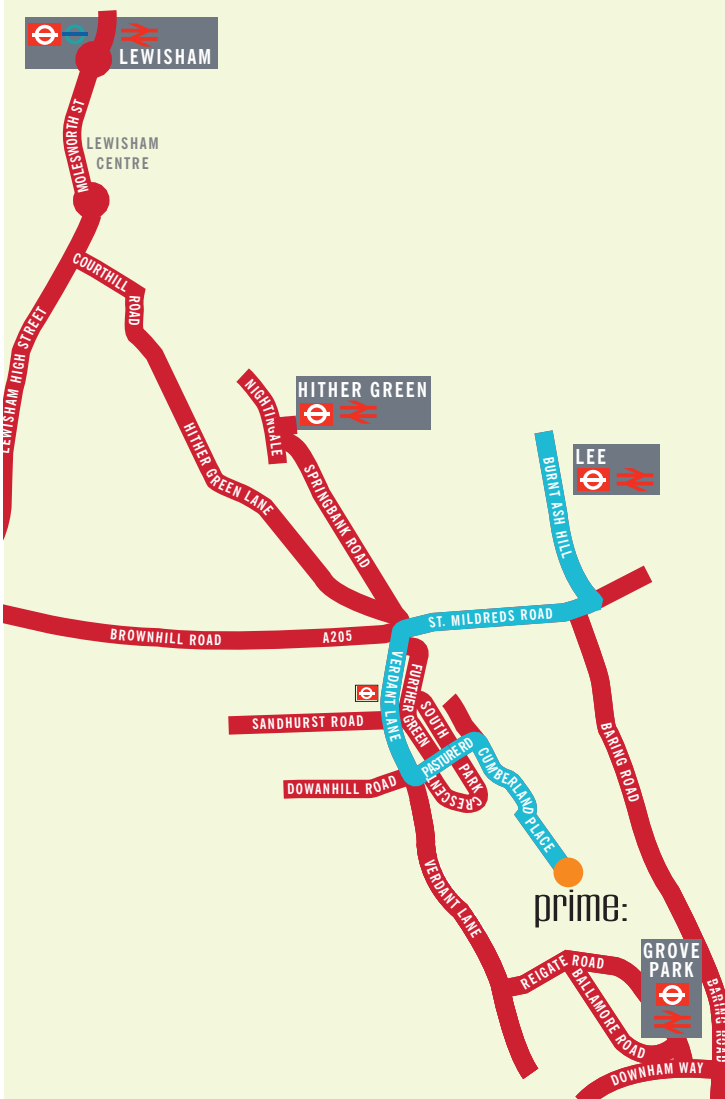 LEWISHAM
MOLESWORTH ST
LEWISHAM
CENTRE
COURTHILL
ROAD
LEWISHAM HIGH STREET
NIGHTINGALE
HITHER GREEN
HITHER GREEN LANE
SPRINGBANK ROAD
LEE
BURNT ASH HILL
BROWNHILL ROAD
A205
ST. MILDREDS ROAD
VERDANT LANE
FURTHER
GREEN
SOUTH
PARK
CRESCENT
SANDHURST ROAD
PASTURE RD
CUMBERLAND
PLACE
DOWANHILL ROAD
BARING ROAD
VERDANT LANE
prime:
GROVE
PARK
REIGATE ROAD
BALLAMORE ROAD
BARING ROAD
DOWNHAM WAY